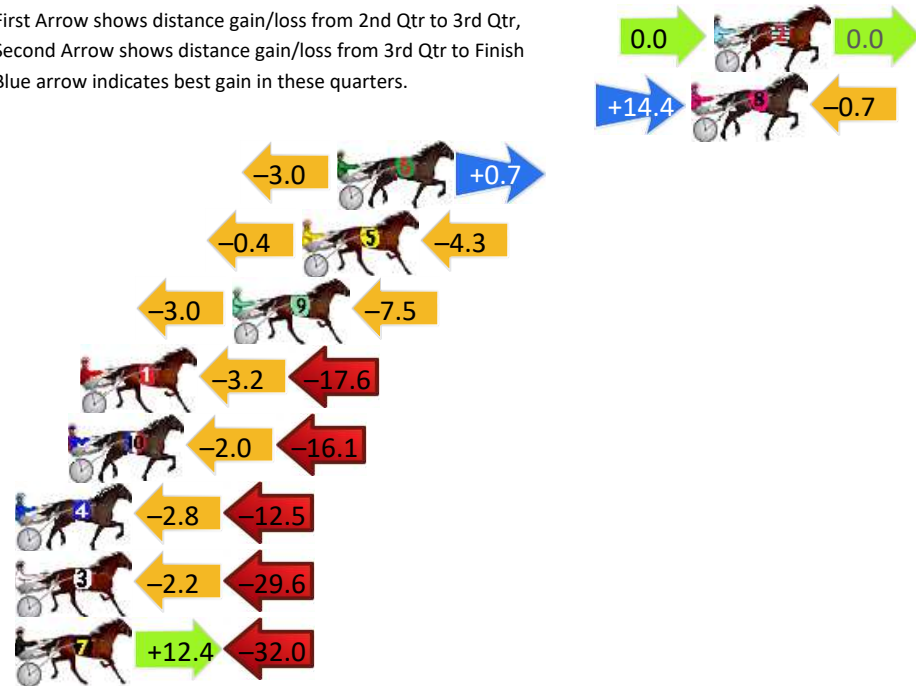 First Arrow shows distance gain/loss from 2nd Qtr to 3rd Qtr,
Second Arrow shows distance gain/loss from 3rd Qtr to Finish
Blue arrow indicates best gain in these quarters.
0.0 0.0
+14.4 8 –0.7
–3.0 6 +0.7
–0.4 5 –4.3
–3.0 9 –7.5
1 –3.2 –17.6
10 –2.0 –16.1
4 –2.8 –12.5
3 –2.2 –29.6
7 +12.4 –32.0